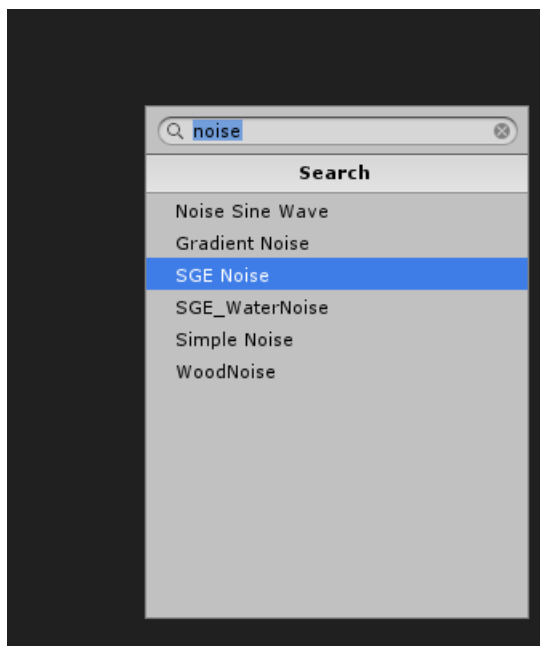 noise
Search
Noise Sine Wave
Gradient Noise
SGE Noise
SGE_WaterNoise
Simple Noise
WoodNoise